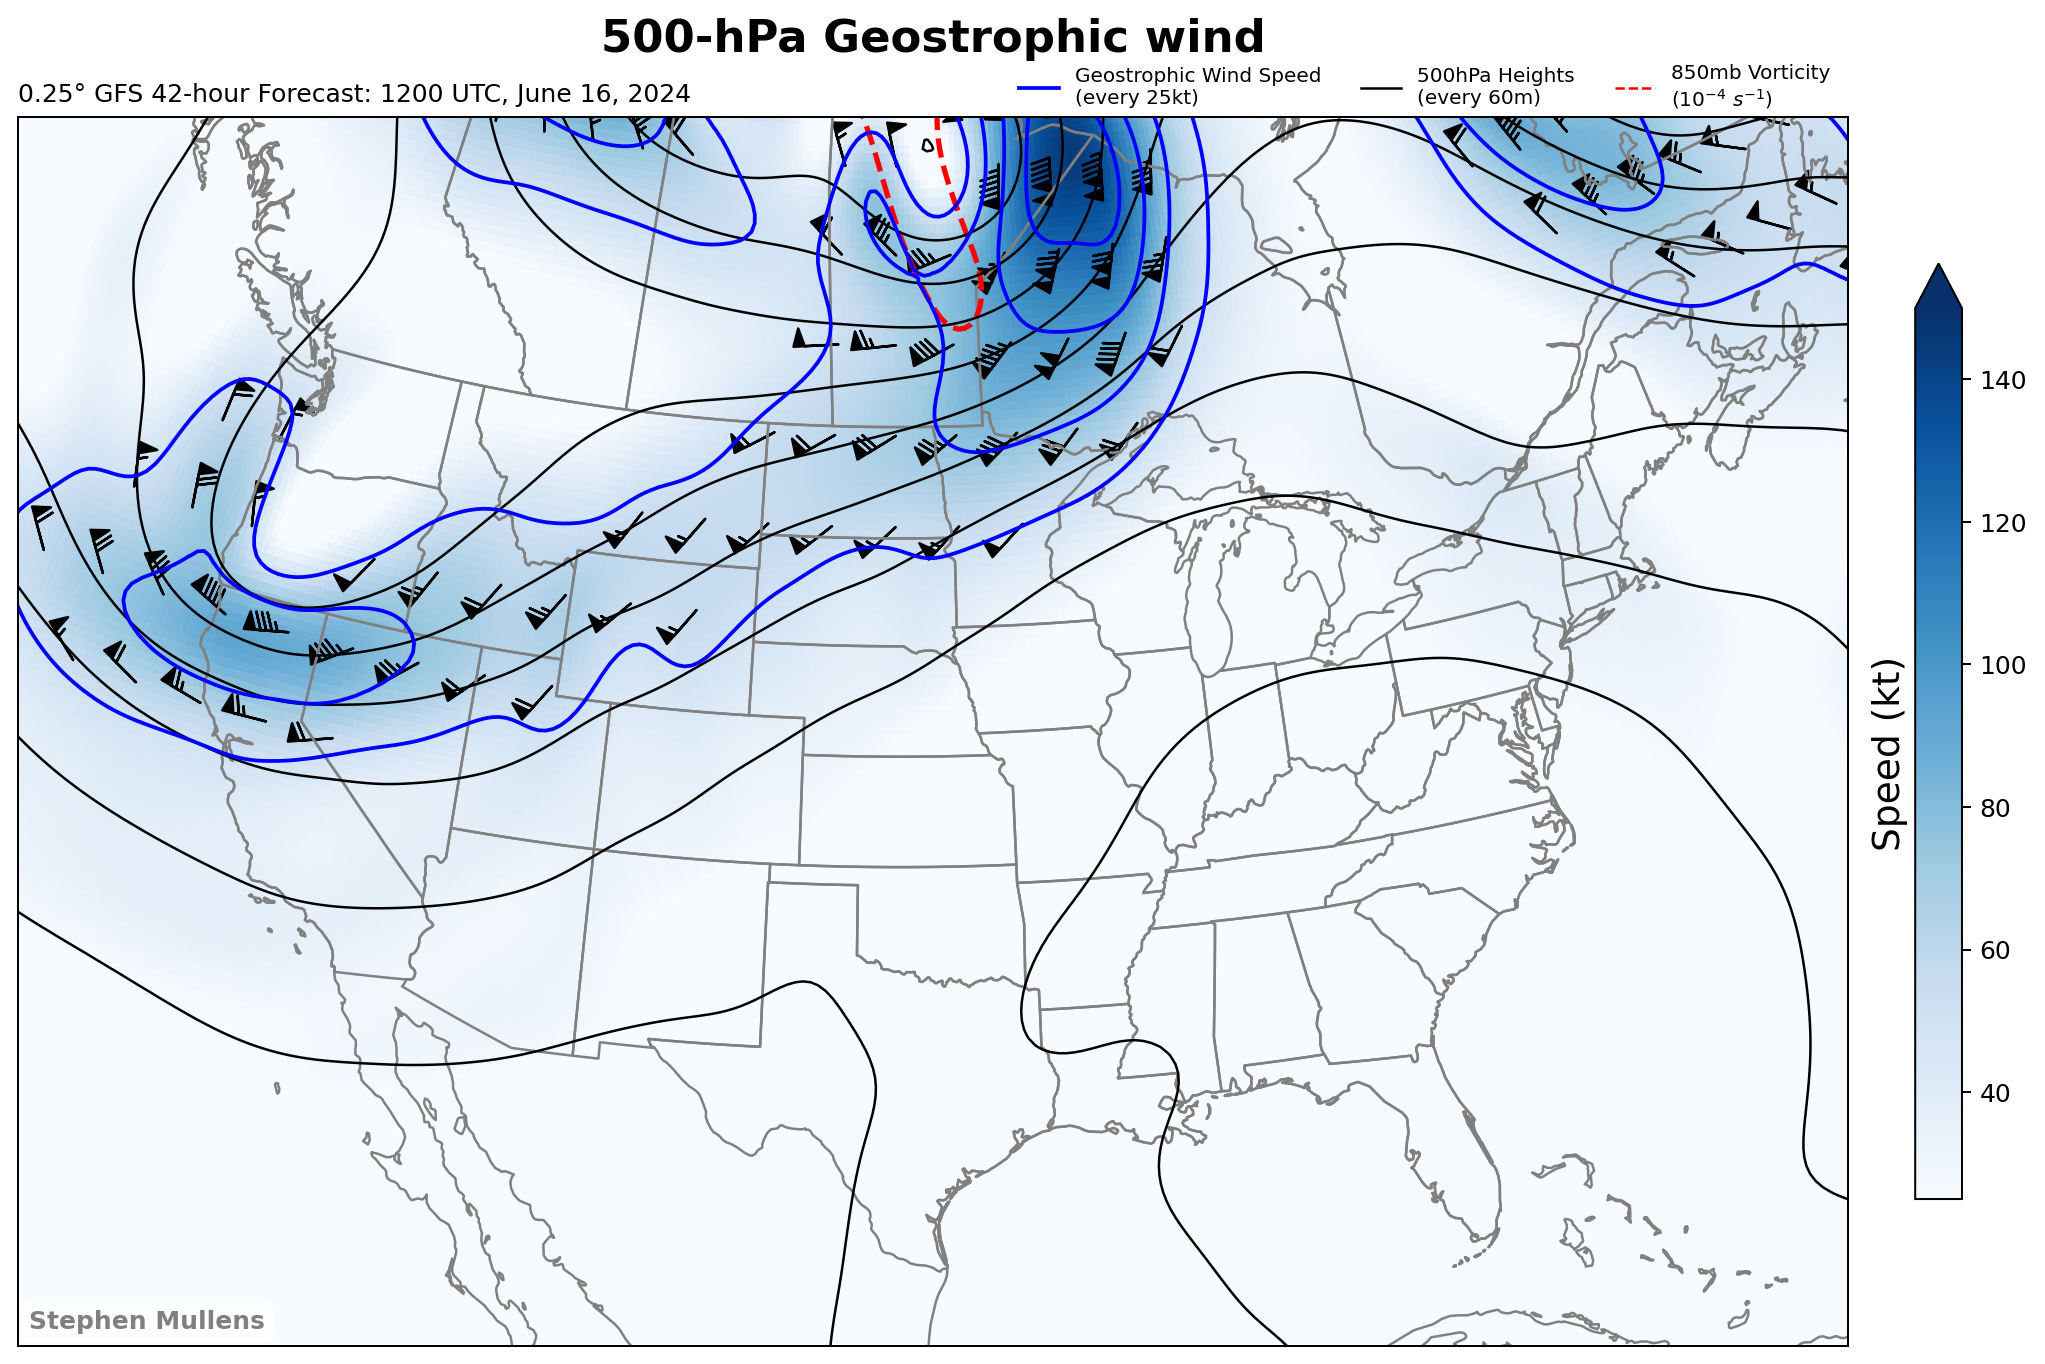 500-hPa Geostrophic wind
0.25° GFS 42-hour Forecast: 1200 UTC, June 16, 2024
Geostrophic Wind Speed
(every 25kt)
500hPa Heights
(every 60m)
850mb Vorticity
(10⁻⁴ s⁻¹)
140
120
100
80
60
40
Speed (kt)
Stephen Mullens